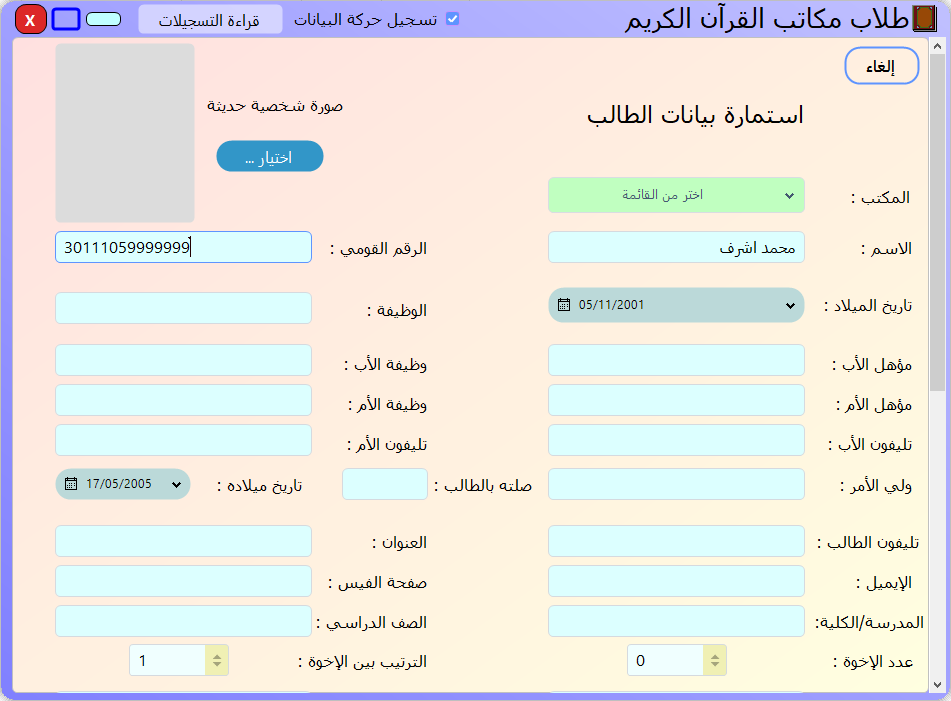 طلاب مكاتب القرآن الكريم
تسجيل حركة البيانات
قراءة التسجيلات
X
إلغاء
استمارة بيانات الطالب
صورة شخصية حديثة
اختيار ...
المكتب : اختر من القائمة
الاسم : محمد اشرف
الرقم القومي : 30111059999999
تاريخ الميلاد : 05/11/2001
الوظيفة :
مؤهل الأب :
وظيفة الأب :
مؤهل الأم :
وظيفة الأم :
تليفون الأب :
تليفون الأم :
ولي الأمر :
صلته بالطالب :
تاريخ ميلاده : 17/05/2005
تليفون الطالب :
العنوان :
الإيميل :
صفحة الفيس :
المدرسة/الكلية:
الصف الدراسي :
عدد الإخوة : 0
الترتيب بين الإخوة : 1